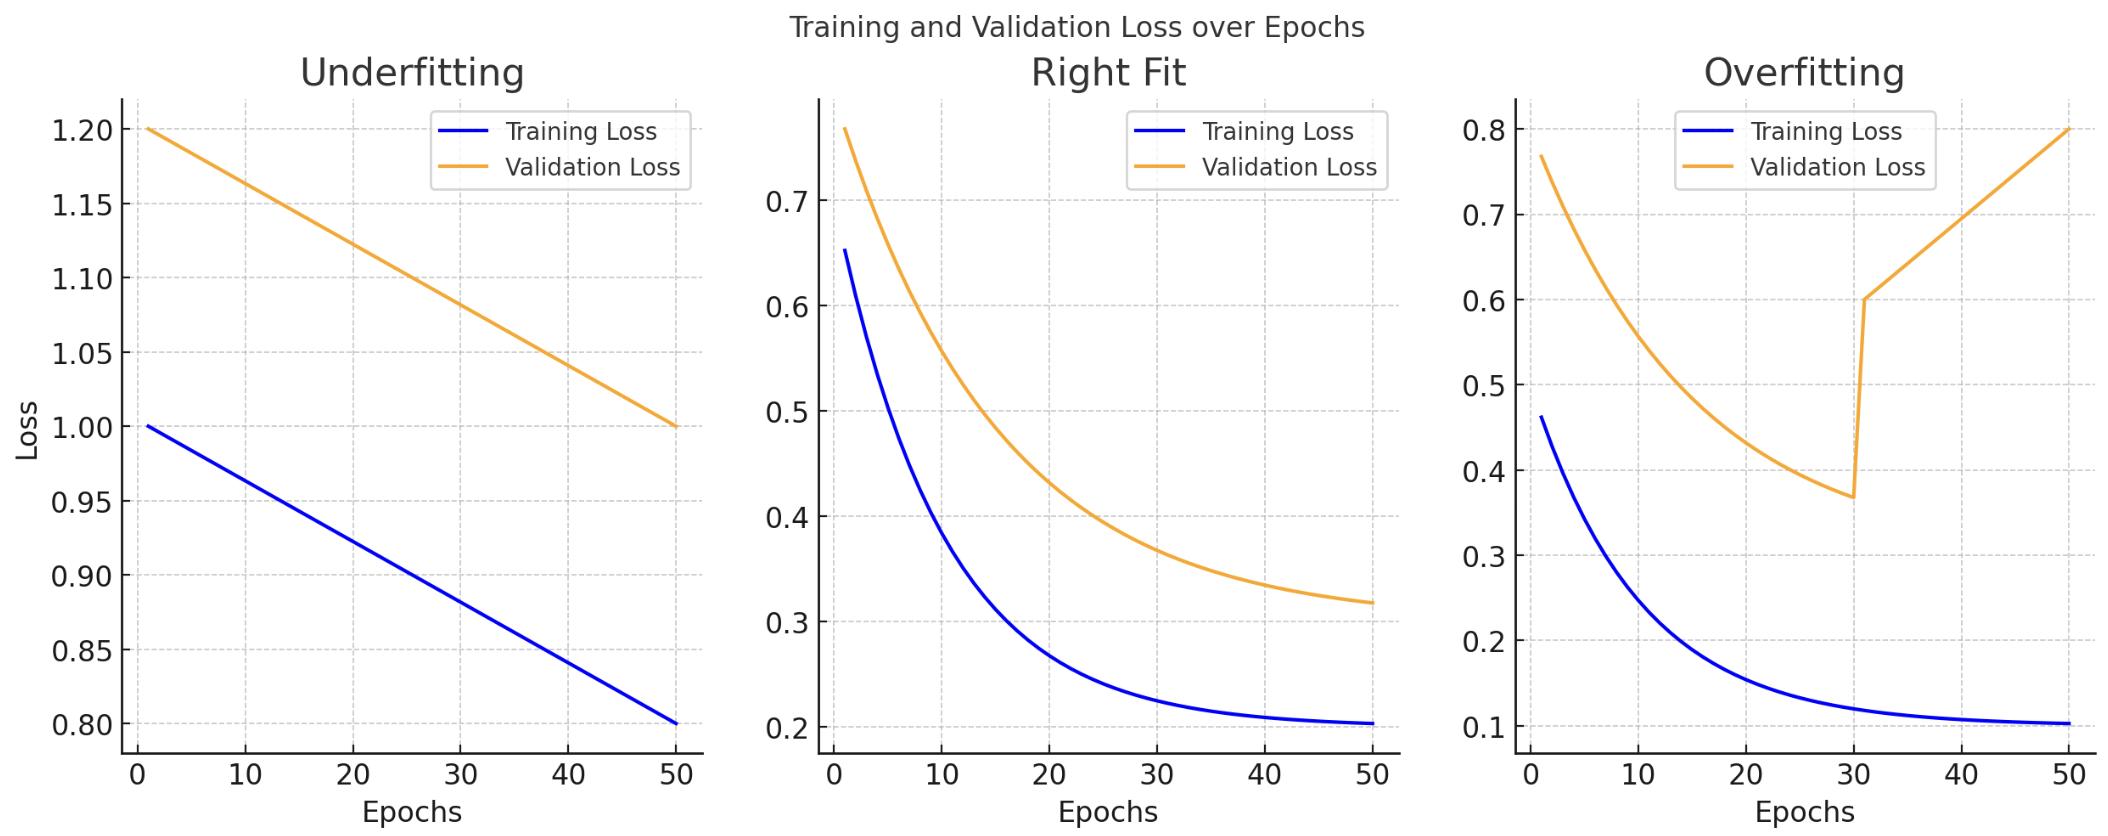 Training and Validation Loss over Epochs
Underfitting
Training Loss
Validation Loss
1.20
1.15
1.10
1.05
1.00
0.95
0.90
0.85
0.80
Loss
0 10 20 30 40 50
Epochs
Right Fit
Training Loss
Validation Loss
0.7
0.6
0.5
0.4
0.3
0.2
0 10 20 30 40 50
Epochs
Overfitting
Training Loss
Validation Loss
0.8
0.7
0.6
0.5
0.4
0.3
0.2
0.1
0 10 20 30 40 50
Epochs